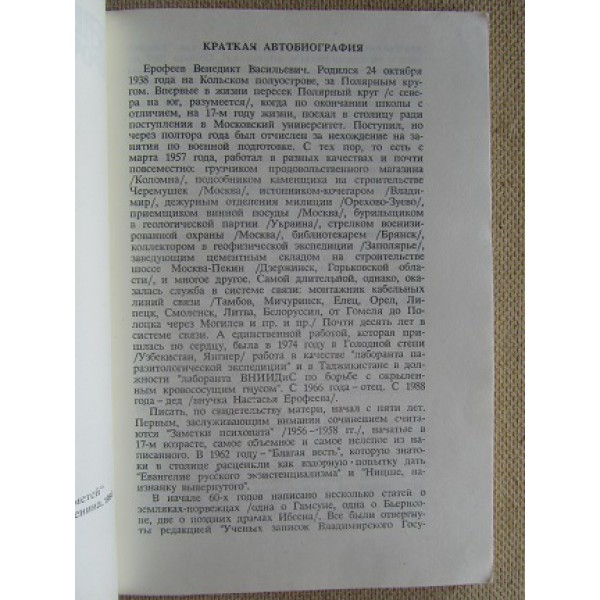 КРАТКАЯ АВТОБИОГРАФИЯ
Ерофеев Венедикт Васильевич. Родился 24 октября
1938 года на Кольском полуострове, за Полярным кру-
гом. Впервые в жизни пересек Полярный круг /с севе-
ра на юг, разумеется/, когда по окончании школы с
отличием, на 17-м году жизни, поехал в столицу ради
поступления в Московский университет. Поступил, но
через полтора год был отчислен за нехождение на за-
нятия по военной подготовке. С тех пор, то есть с
марта 1957 года, работал в разных качествах и почти
повсеместно: грузчиком продовольственного магазина
/Коломна/, подсобником каменщика на строительстве
Черемушек /Москва/, истопником-кочегаром /Влади-
мир/, дежурным отделения милиции /Орехово-Зуево/,
приемщиком винной посуды /Москва/, бурильщиком
в геологической партии /Украина/, стрелком военизи-
рованной охраны /Москва/, библиотекарем /Брянск/,
коллектором в геофизической экспедиции /Заполярье/,
заведующим цементным складом на строительстве
шоссе Москва-Пекин /Дзержинск, Горьковской облас-
ти/, и многое другое. Самой длительной, однако, ока-
залась служба в системе связи: монтажник кабельных
линий связи /Тамбов, Мичуринск, Елец, Орел, Ли-
пецк, Смоленск, Литва, Белоруссия, от Гомеля до По-
лоцка через Могилев и пр. и пр./ Почти десять лет в
системе связи. А единственной работой, которая при-
шлась по сердцу, была в 1974 году в Голодной степи
/Узбекистан, Янгиер/ работа в качестве "лаборанта па-
разитологической экспедиции" и в Таджикистане в
должности "лаборанта ВНИИДиС по борьбе с окрылен-
ным кровососущим гнусом". С 1966 года -отец. С 1988
года - дед /внучка Настасья Ерофеева/.
Писать, по свидетельству матери, начал с пяти лет.
Первым, заслуживающим внимания сочинением счита-
ются "Заметки психопата" /1956-1958 гг./, начатые в
17-м возрасте, самое объемное и самое нелепое из на-
писанного. В 1962 году -"Благая весть", которую знато-
ки в столице расценили как вздорную попытку дать
"Евангелие русского экзистенциализма" и "Ницше, на-
изнанку вывернутого".
В начале 60-х годов написано несколько статей о
земляках-норвежцах /одна о Гамсуне, одна о Бьернсо-
не, две о поздних драмах Ибсена/, Все были отвергну-
ты редакцией "Ученых записок Владимирского Госу-